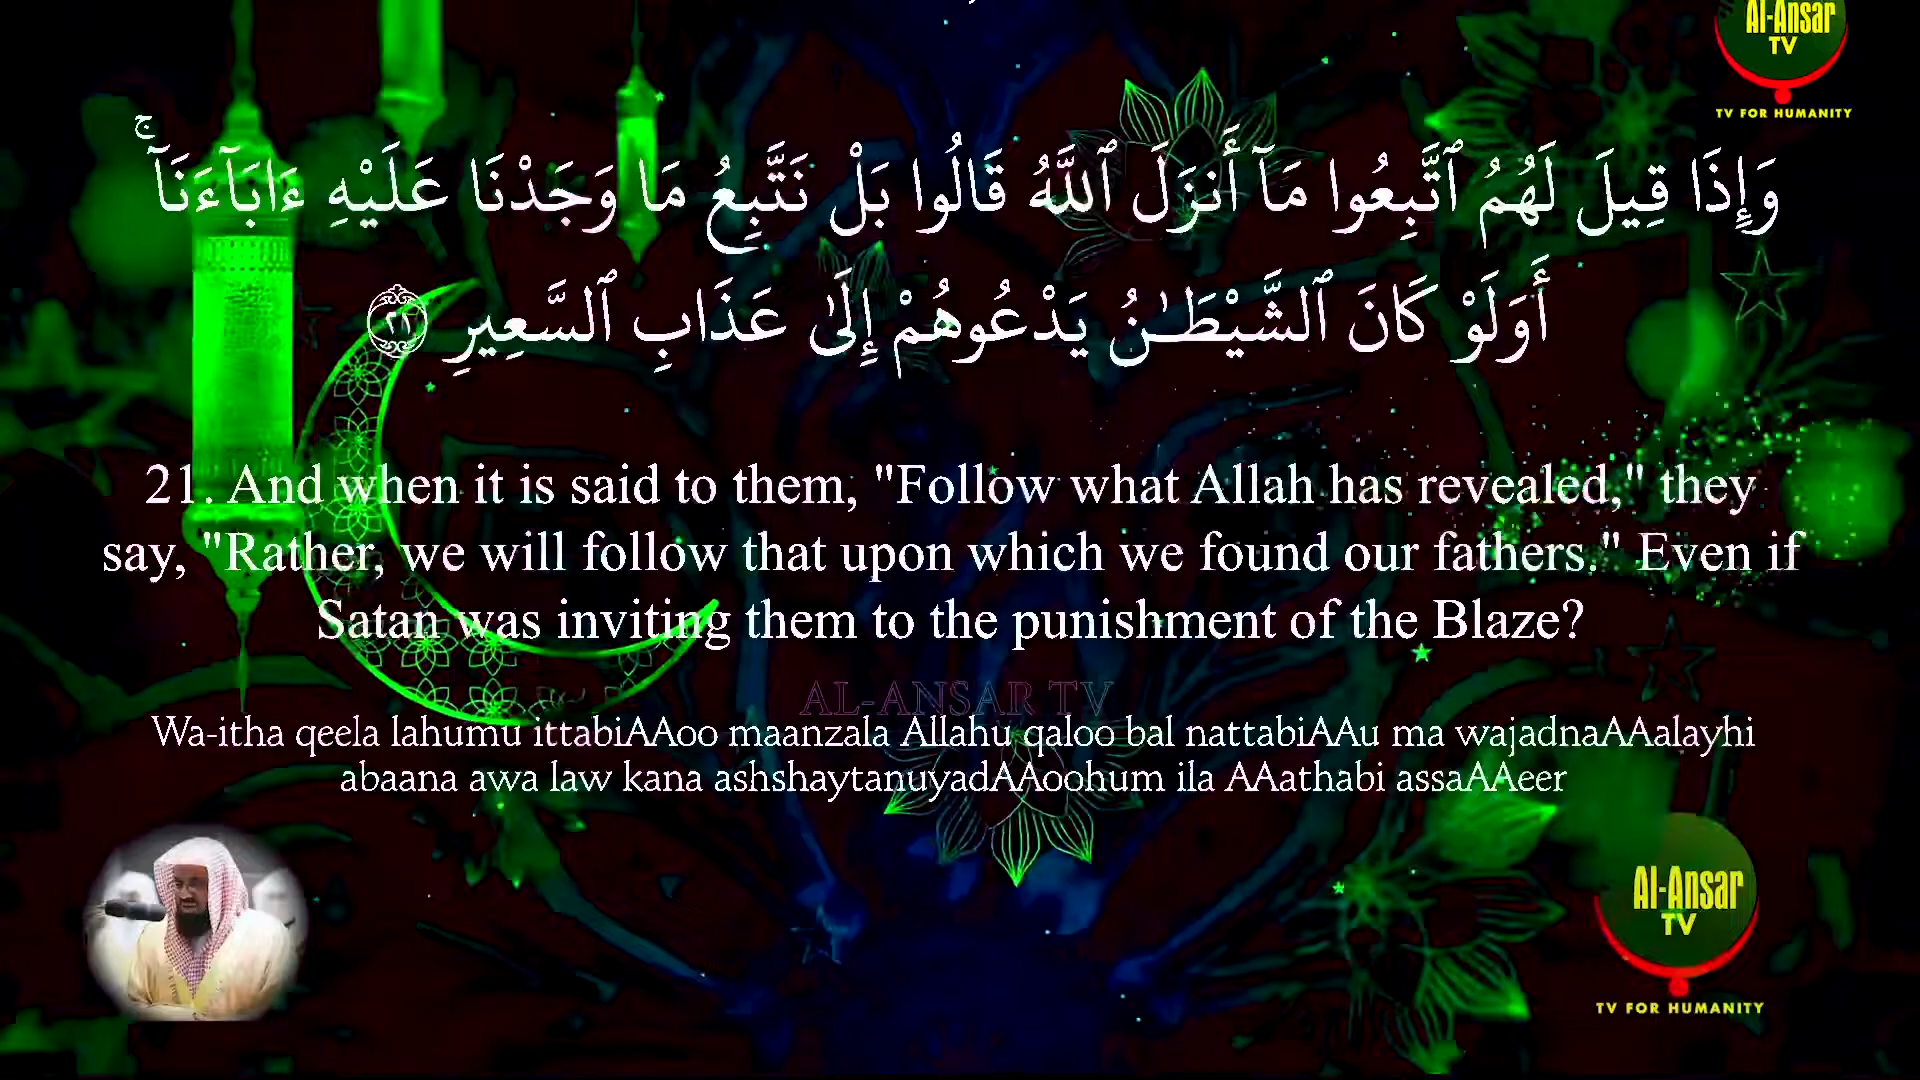 Al-Ansar
TV
TV FOR HUMANITY
وَإِذَا قِيلَ لَهُمُ ٱتَّبِعُوا مَآ أَنزَلَ ٱللَّهُ قَالُوا بَلْ نَتَّبِعُ مَا وَجَدْنَا عَلَيْهِ ءَابَآءَنَآ ۚ
أَوَلَوْ كَانَ ٱلشَّيْطَـٰنُ يَدْعُوهُمْ إِلَىٰ عَذَابِ ٱلسَّعِيرِ ٢١
21. And when it is said to them, "Follow what Allah has revealed," they
say, "Rather, we will follow that upon which we found our fathers." Even if
Satan was inviting them to the punishment of the Blaze?
AL-ANSAR TV
Wa-itha qeela lahumu ittabiAAoo maanzala Allahu qaloo bal nattabiAAu ma wajadnaAAalayhi
abaana awa law kana ashshaytanuyadAAoohum ila AAathabi assaAAeer
Al-Ansar
TV
TV FOR HUMANITY